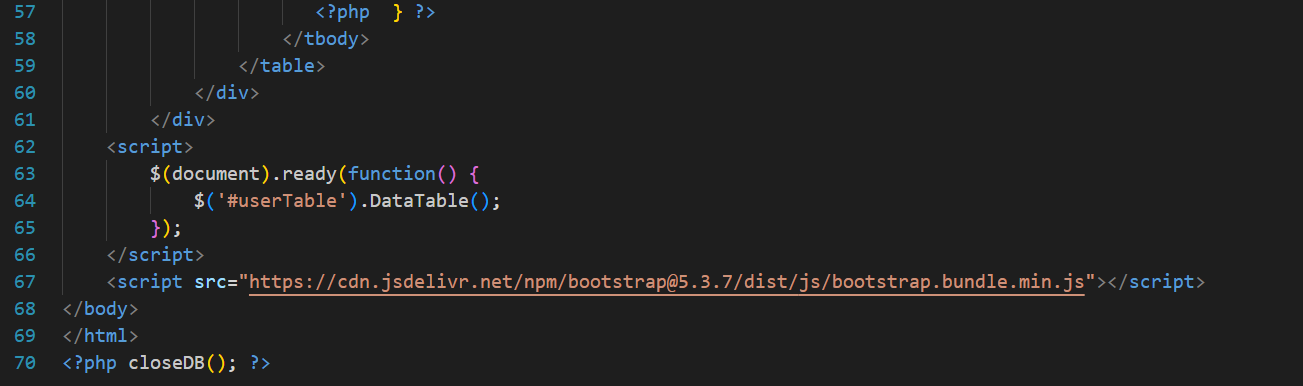 57 <?php  } ?>
58 </tbody>
59 </table>
60 </div>
61 </div>
62 <script>
63 $(document).ready(function() {
64 $('#userTable').DataTable();
65 });
66 </script>
67 <script src="https://cdn.jsdelivr.net/npm/bootstrap@5.3.7/dist/js/bootstrap.bundle.min.js"></script>
68 </body>
69 </html>
70 <?php closeDB(); ?>